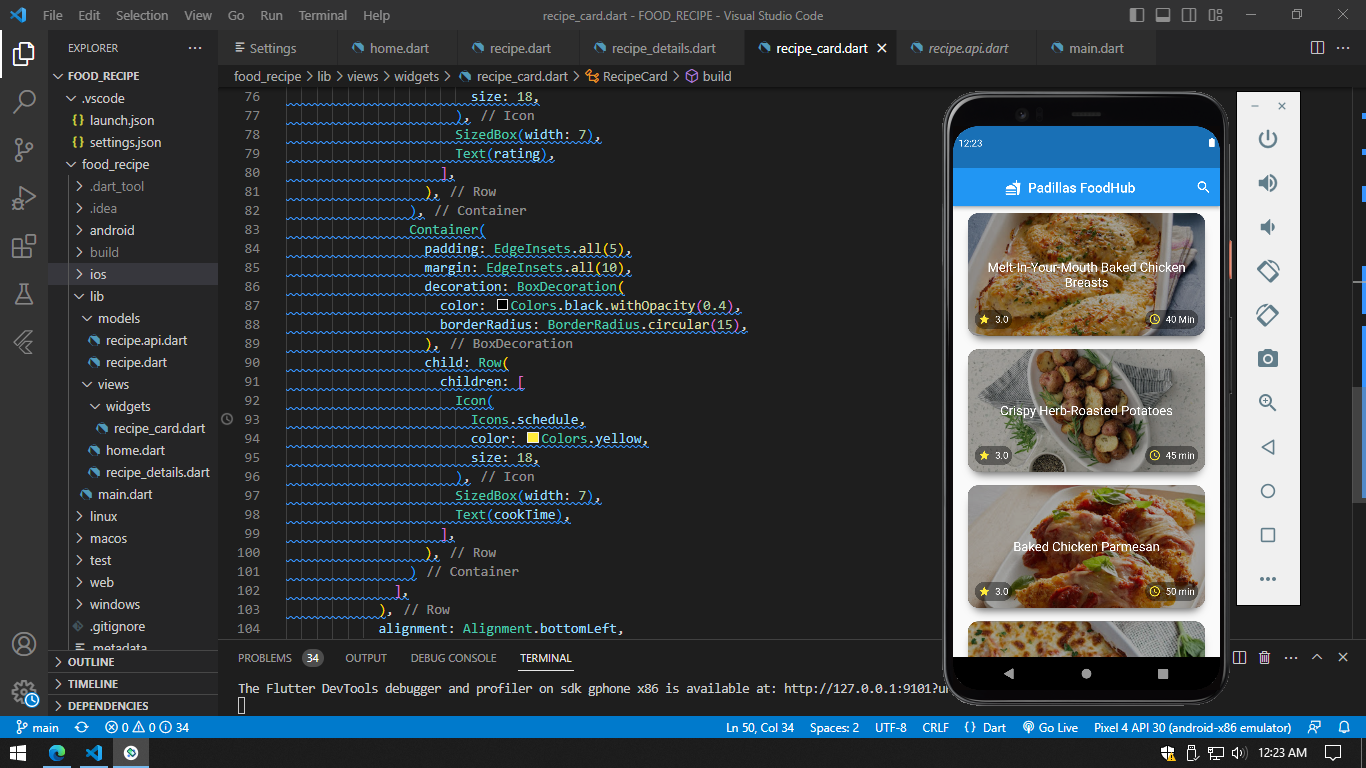 File Edit Selection View Go Run Terminal Help recipe_card.dart - FOOD_RECIPE - Visual Studio Code
EXPLORER
Settings home.dart recipe.dart recipe_details.dart recipe_card.dart recipe.api.dart main.dart
food_recipe > lib > views > widgets > recipe_card.dart > RecipeCard > build
FOOD_RECIPE
.vscode
{} launch.json
{} settings.json
food_recipe
.dart_tool
.idea
android
build
ios
lib
models
recipe.api.dart
recipe.dart
views
widgets
recipe_card.dart
home.dart
recipe_details.dart
main.dart
linux
macos
test
web
windows
.gitignore
.metadata
OUTLINE
TIMELINE
DEPENDENCIES
76 size: 18,
77 ), // Icon
78 SizedBox(width: 7),
79 Text(rating),
80 ],
81 ), // Row
82 ), // Container
83 Container(
84 padding: EdgeInsets.all(5),
85 margin: EdgeInsets.all(10),
86 decoration: BoxDecoration(
87 color: Colors.black.withOpacity(0.4),
88 borderRadius: BorderRadius.circular(15),
89 ), // BoxDecoration
90 child: Row(
91 children: [
92 Icon(
93 Icons.schedule,
94 color: Colors.yellow,
95 size: 18,
96 ), // Icon
97 SizedBox(width: 7),
98 Text(cookTime),
99 ],
100 ), // Row
101 ) // Container
102 ],
103 ), // Row
104 alignment: Alignment.bottomLeft,
12:23
Padillas FoodHub
Melt-In-Your-Mouth Baked Chicken
Breasts
3.0 40 Min
Crispy Herb-Roasted Potatoes
3.0 45 min
Baked Chicken Parmesan
3.0 50 min
PROBLEMS 34 OUTPUT DEBUG CONSOLE TERMINAL
The Flutter DevTools debugger and profiler on sdk gphone x86 is available at: http://127.0.0.1:9101?ur
main 0 0 34 Ln 50, Col 34 Spaces: 2 UTF-8 CRLF {} Dart Go Live Pixel 4 API 30 (android-x86 emulator)
12:23 AM